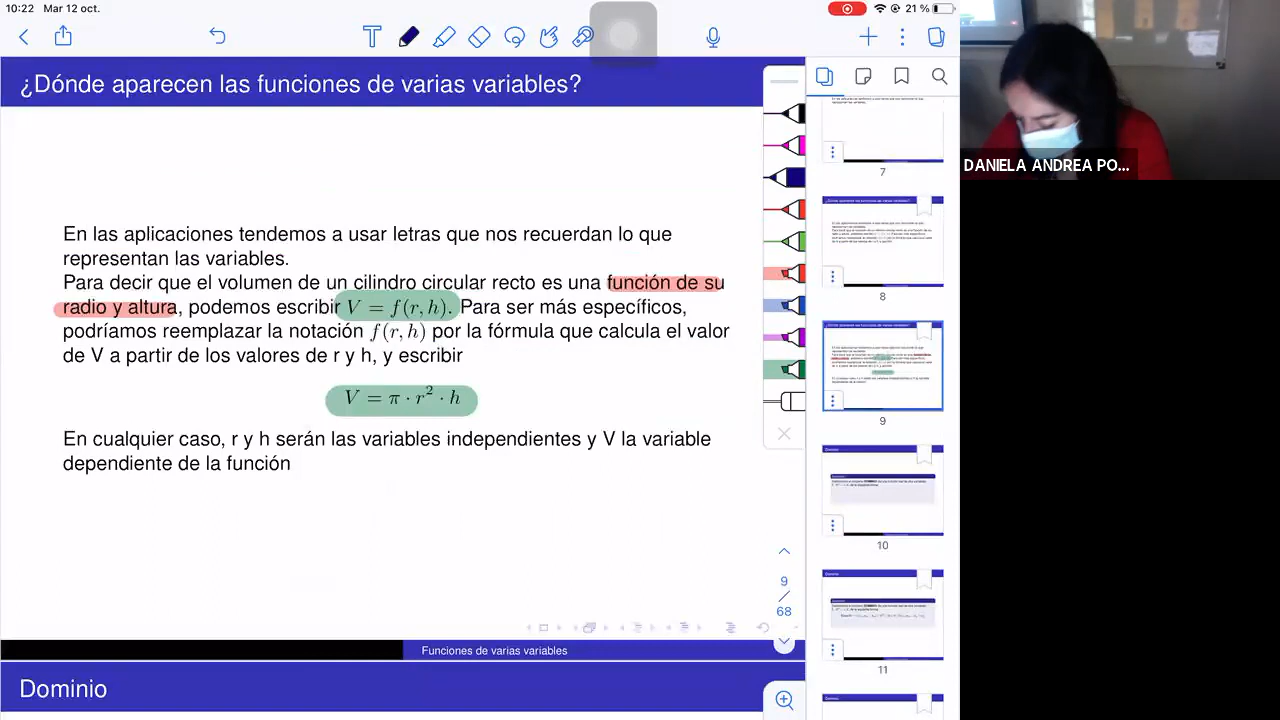 10:22 Mar 12 oct.
21 %
¿Dónde aparecen las funciones de varias variables?
En las aplicaciones tendemos a usar letras que nos recuerdan lo que
representan las variables.
Para decir que el volumen de un cilindro circular recto es una función de su
radio y altura, podemos escribir V = f(r, h). Para ser más específicos,
podríamos reemplazar la notación f(r, h) por la fórmula que calcula el valor
de V a partir de los valores de r y h, y escribir
V = π · r² · h
En cualquier caso, r y h serán las variables independientes y V la variable
dependiente de la función
9
/
68
Funciones de varias variables
Dominio
7
8
9
10
11
DANIELA ANDREA PO...